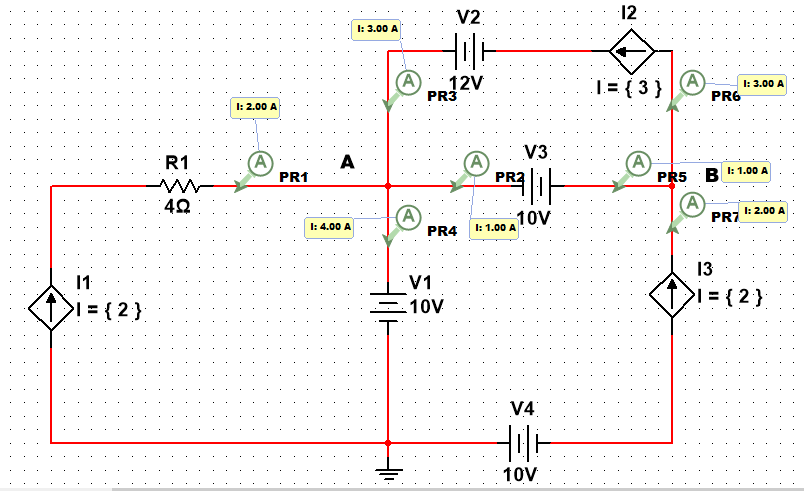 V2
I2
I: 3.00 A
A
PR3
12V
I = { 3 }
A
PR6
I: 3.00 A
I: 2.00 A
R1
A
PR1
A
A
PR2
V3
A
PR5
B
I: 1.00 A
4Ω
I: 4.00 A
A
PR4
I: 1.00 A
10V
A
PR7
I: 2.00 A
I1
I = { 2 }
V1
10V
I3
I = { 2 }
V4
10V